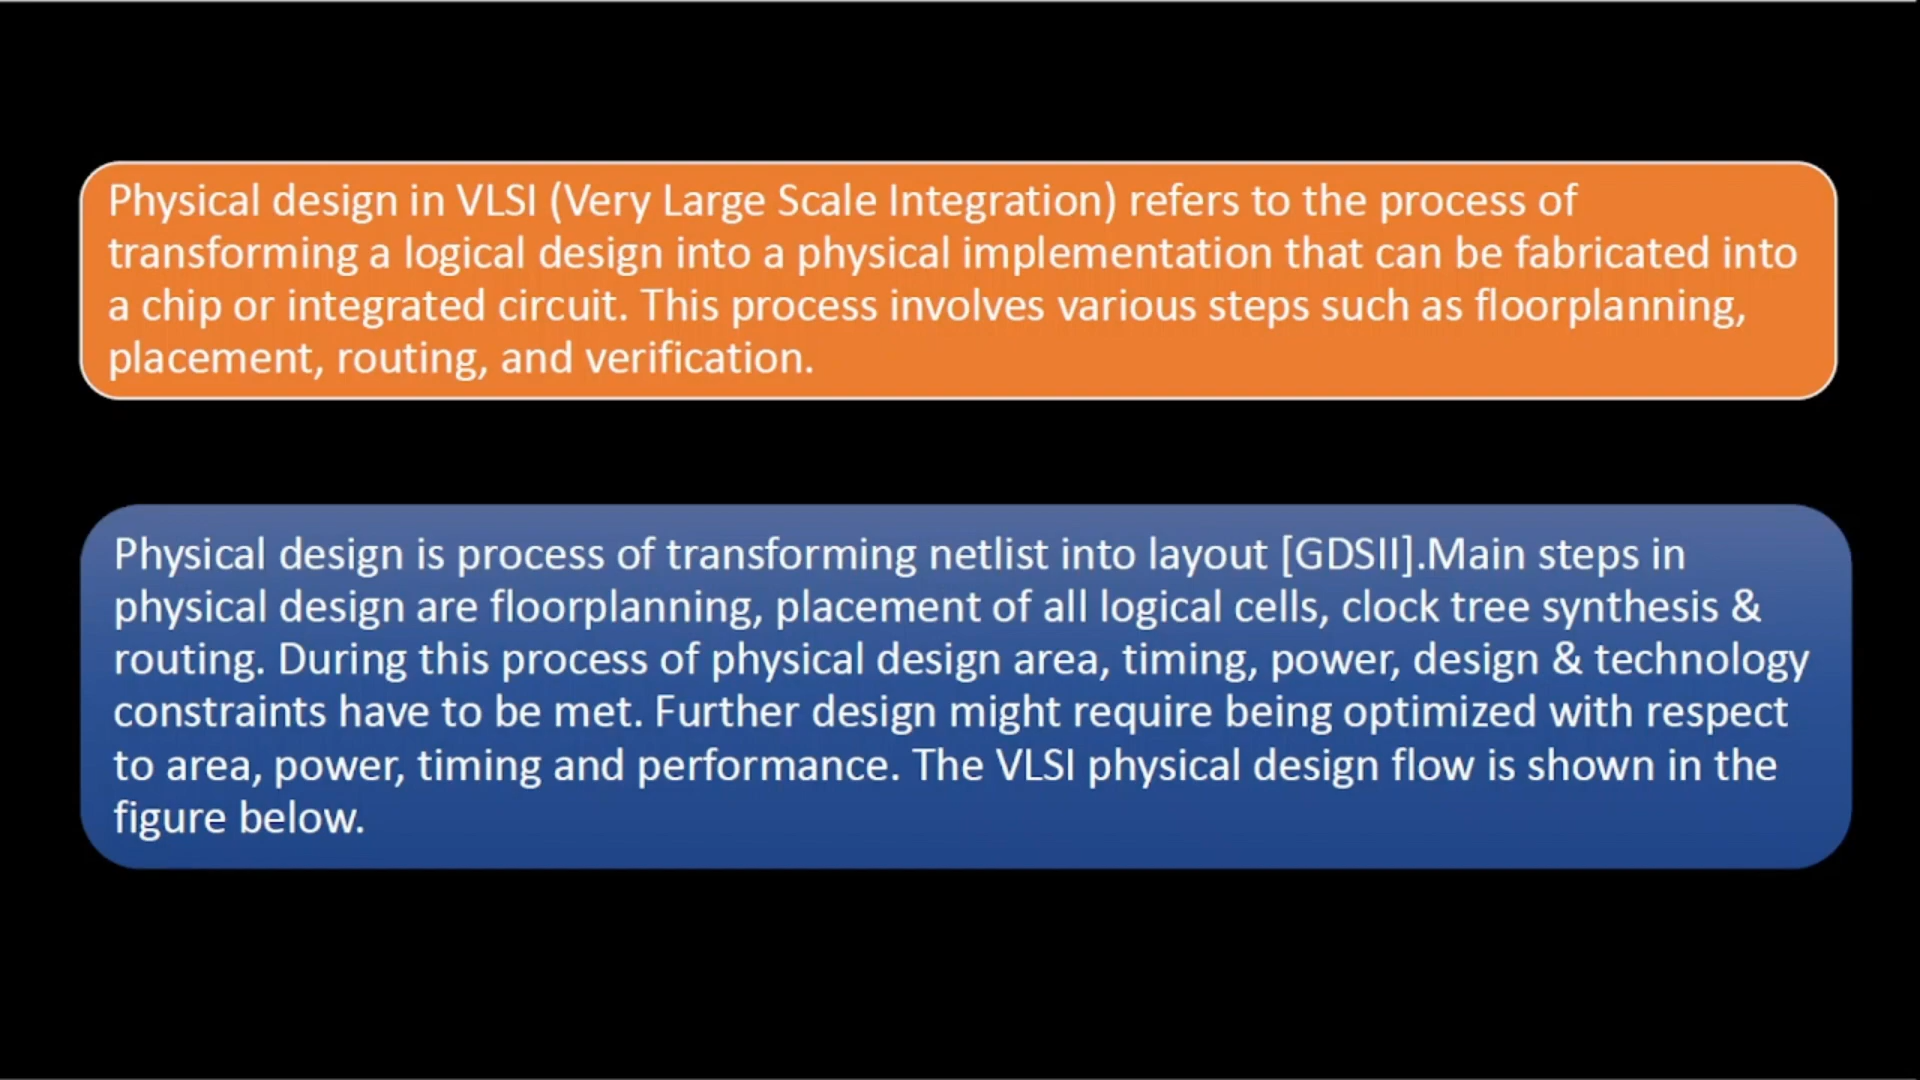 Physical design in VLSI (Very Large Scale Integration) refers to the process of
transforming a logical design into a physical implementation that can be fabricated into
a chip or integrated circuit. This process involves various steps such as floorplanning,
placement, routing, and verification.
Physical design is process of transforming netlist into layout [GDSII].Main steps in
physical design are floorplanning, placement of all logical cells, clock tree synthesis &
routing. During this process of physical design area, timing, power, design & technology
constraints have to be met. Further design might require being optimized with respect
to area, power, timing and performance. The VLSI physical design flow is shown in the
figure below.